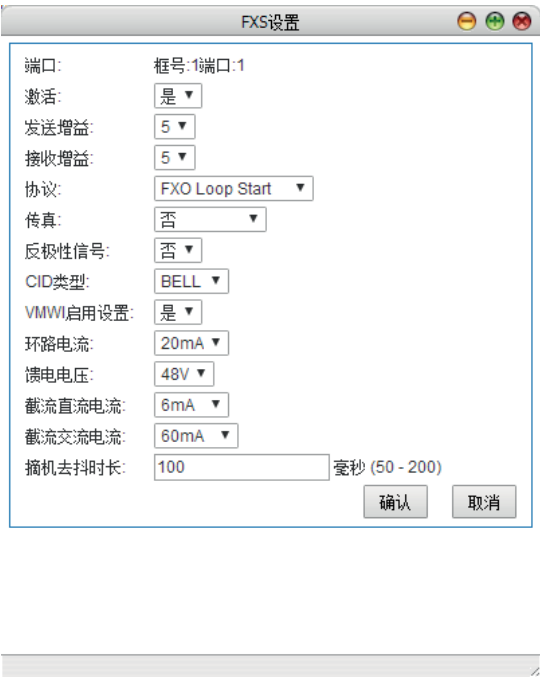 FXS设置
端口: 框号:1端口:1
激活: 是
发送增益: 5
接收增益: 5
协议: FXO Loop Start
传真: 否
反极性信号: 否
CID类型: BELL
VMWI启用设置: 是
环路电流: 20mA
馈电电压: 48V
截流直流电流: 6mA
截流交流电流: 60mA
摘机去抖时长: 100 毫秒 (50 - 200)
确认 取消